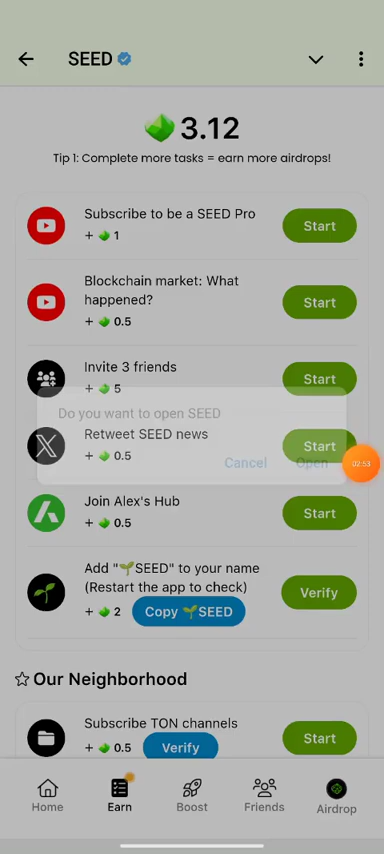 SEED
3.12
Tip 1: Complete more tasks = earn more airdrops!
Subscribe to be a SEED Pro
+ 1
Start
Blockchain market: What
happened?
+ 0.5
Start
Invite 3 friends
+ 5
Start
Do you want to open SEED
Retweet SEED news
+ 0.5
Start
Cancel
Open
02:53
Join Alex's Hub
+ 0.5
Start
Add "🌱SEED" to your name
(Restart the app to check)
+ 2
Copy 🌱SEED
Verify
Our Neighborhood
Subscribe TON channels
+ 0.5
Verify
Start
Home
Earn
Boost
Friends
Airdrop